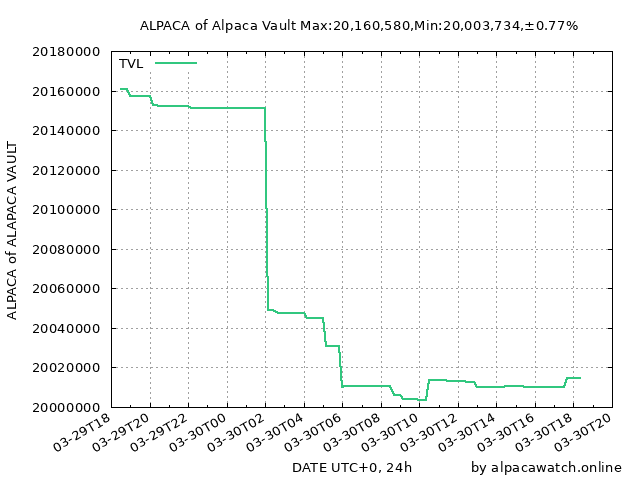 ALPACA of Alpaca Vault Max:20,160,580,Min:20,003,734,±0.77%
TVL
20180000
20160000
20140000
20120000
20100000
20080000
20060000
20040000
20020000
20000000
ALPACA of ALAPACA VAULT
03-29T18
03-29T20
03-29T22
03-30T00
03-30T02
03-30T04
03-30T06
03-30T08
03-30T10
03-30T12
03-30T14
03-30T16
03-30T18
03-30T20
DATE UTC+0, 24h
by alpacawatch.online